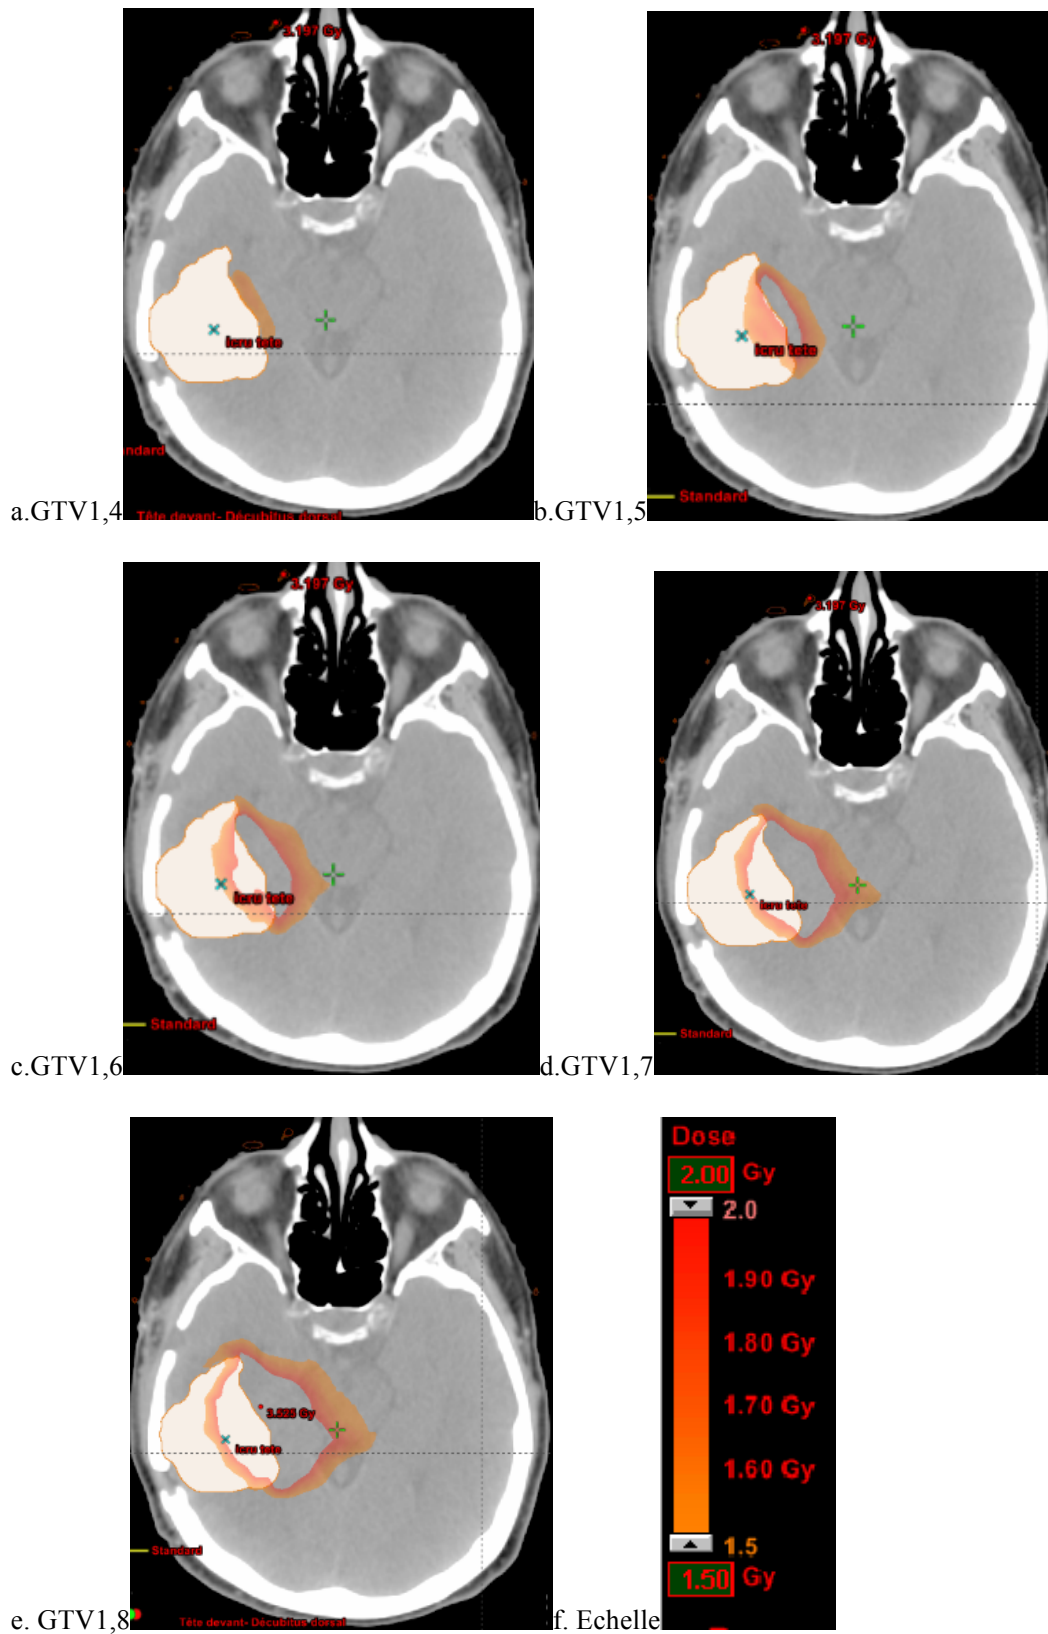 3.197 Gy
icru tete
ndard
Tête devant- Décubitus dorsal
a.GTV1,4
3.197 Gy
icru tete
Standard
b.GTV1,5
3.197 Gy
icru tete
Standard
c.GTV1,6
3.197 Gy
icru tete
Standard
d.GTV1,7
3.525 Gy
icru tete
Standard
Tête devant- Décubitus dorsal
e. GTV1,8
Dose
2.00 Gy
2.0
1.90 Gy
1.80 Gy
1.70 Gy
1.60 Gy
1.5
1.50 Gy
f. Echelle